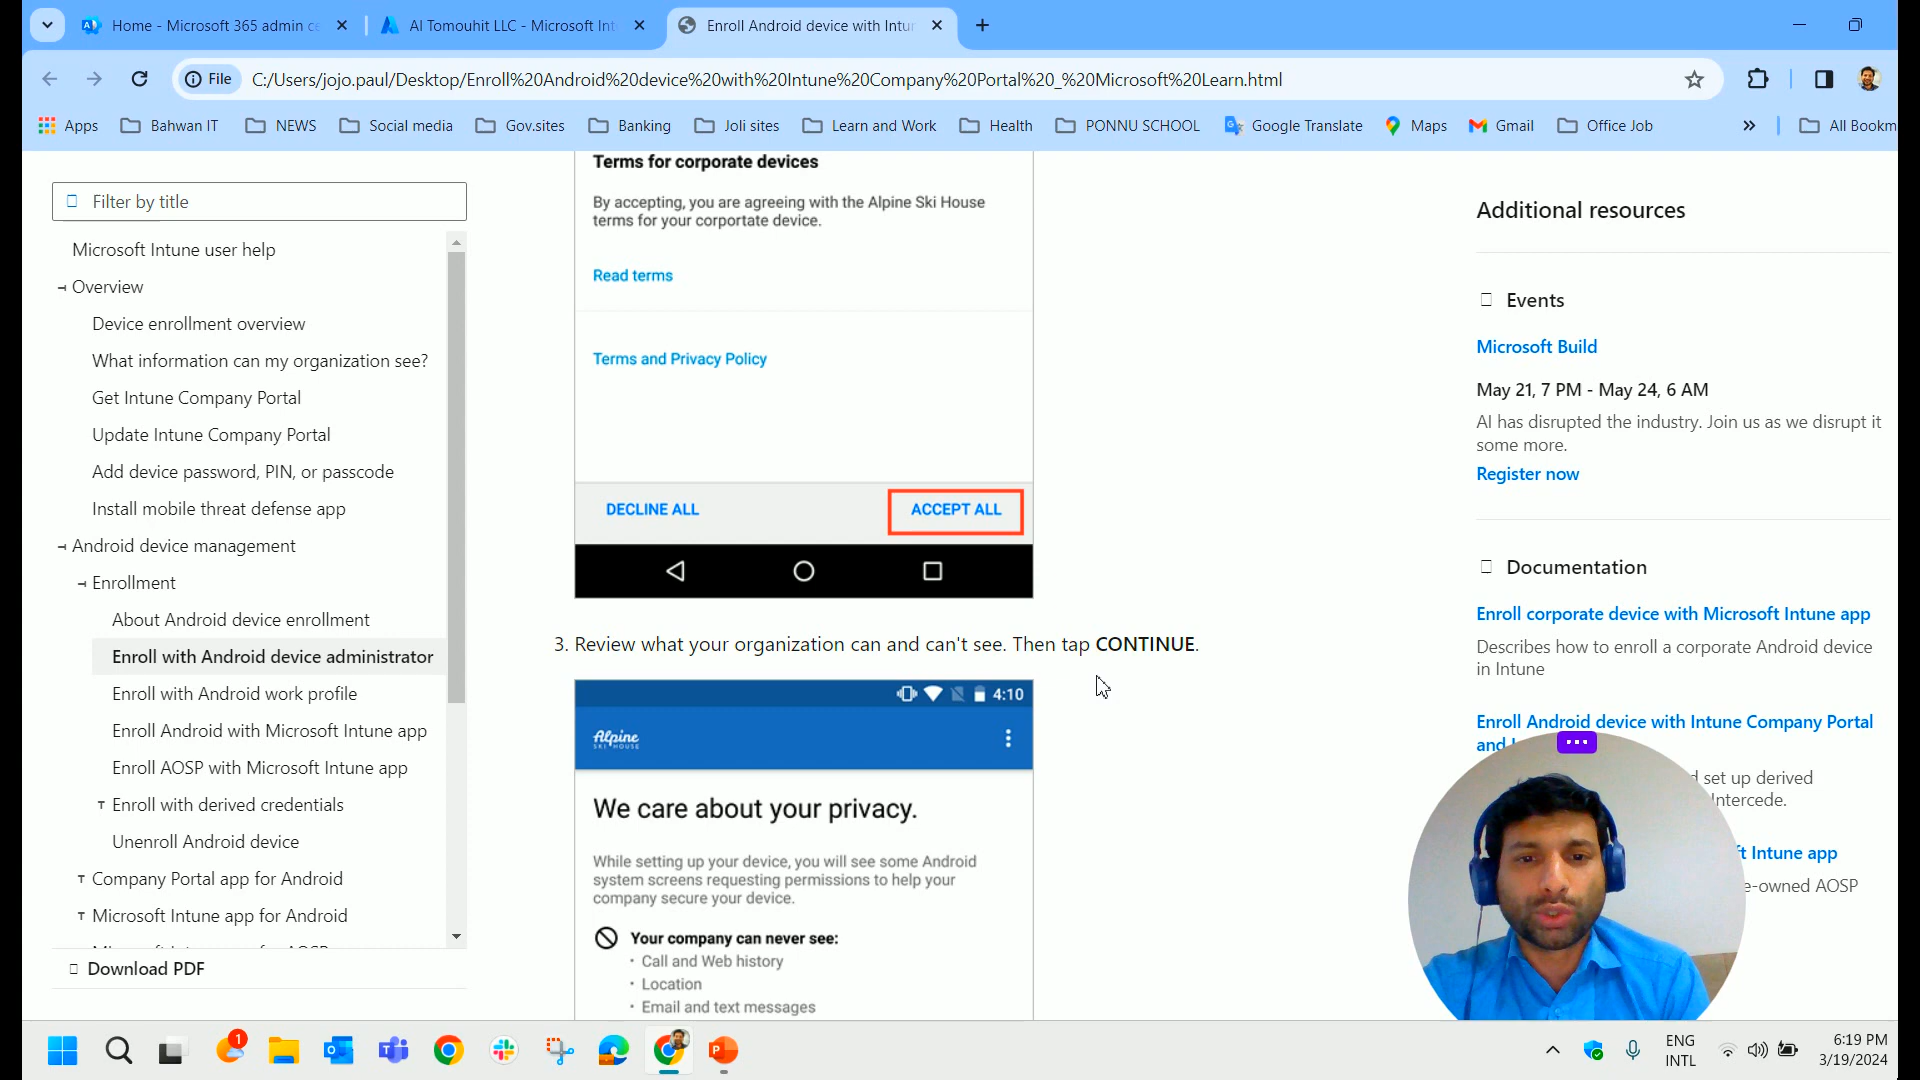 Home - Microsoft 365 admin ce
Al Tomouhit LLC - Microsoft Int
Enroll Android device with Intun
File
C:/Users/jojo.paul/Desktop/Enroll%20Android%20device%20with%20Intune%20Company%20Portal%20_%20Microsoft%20Learn.html
Apps
Bahwan IT
NEWS
Social media
Gov.sites
Banking
Joli sites
Learn and Work
Health
PONNU SCHOOL
Google Translate
Maps
Gmail
Office Job
»
All Bookm
Filter by title
Microsoft Intune user help
Overview
Device enrollment overview
What information can my organization see?
Get Intune Company Portal
Update Intune Company Portal
Add device password, PIN, or passcode
Install mobile threat defense app
Android device management
Enrollment
About Android device enrollment
Enroll with Android device administrator
Enroll with Android work profile
Enroll Android with Microsoft Intune app
Enroll AOSP with Microsoft Intune app
Enroll with derived credentials
Unenroll Android device
Company Portal app for Android
Microsoft Intune app for Android
Download PDF
Terms for corporate devices
By accepting, you are agreeing with the Alpine Ski House
terms for your corportate device.
Read terms
Terms and Privacy Policy
DECLINE ALL
ACCEPT ALL
3. Review what your organization can and can't see. Then tap CONTINUE.
4:10
Alpine
SKI HOUSE
We care about your privacy.
While setting up your device, you will see some Android
system screens requesting permissions to help your
company secure your device.
Your company can never see:
• Call and Web history
• Location
• Email and text messages
Additional resources
Events
Microsoft Build
May 21, 7 PM - May 24, 6 AM
AI has disrupted the industry. Join us as we disrupt it
some more.
Register now
Documentation
Enroll corporate device with Microsoft Intune app
Describes how to enroll a corporate Android device
in Intune
Enroll Android device with Intune Company Portal
and
set up derived
Intercede.
Intune app
e-owned AOSP
1
ENG
INTL
6:19 PM
3/19/2024